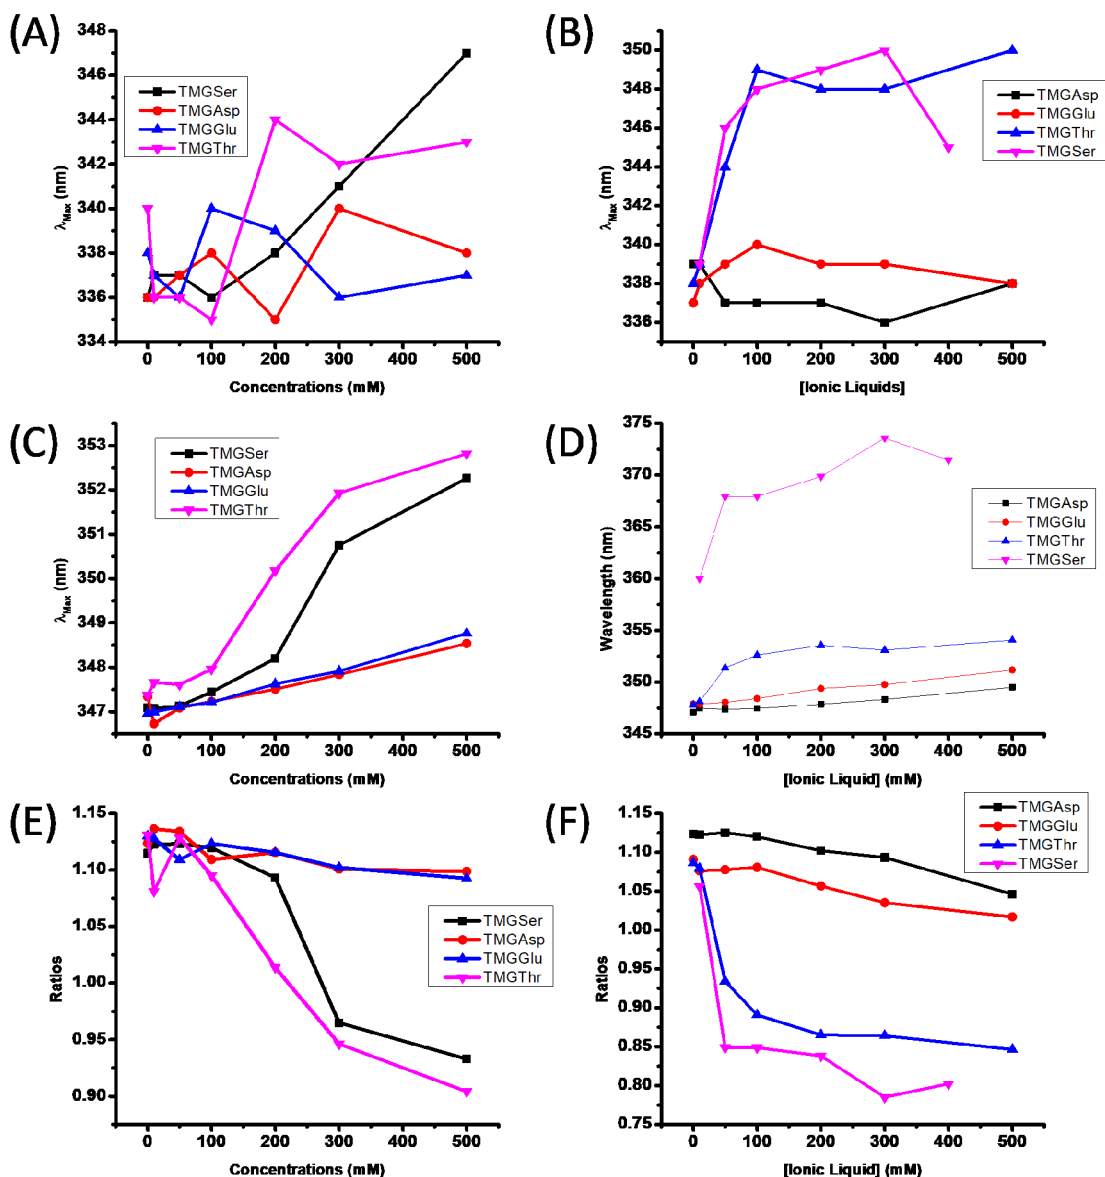 (A)
348
346
344
342
340
338
336
334
λMax (nm)
TMGSer
TMGAsp
TMGGlu
TMGThr
0 100 200 300 400 500
Concentrations (mM)
(B)
350
348
346
344
342
340
338
336
λMax (nm)
TMGAsp
TMGGlu
TMGThr
TMGSer
0 100 200 300 400 500
[Ionic Liquids]
(C)
353
352
351
350
349
348
347
λMax (nm)
TMGSer
TMGAsp
TMGGlu
TMGThr
0 100 200 300 400 500
Concentrations (mM)
(D)
375
370
365
360
355
350
345
Wavelength (nm)
TMGAsp
TMGGlu
TMGThr
TMGSer
0 100 200 300 400 500
[Ionic Liquid] (mM)
(E)
1.15
1.10
1.05
1.00
0.95
0.90
Ratios
TMGSer
TMGAsp
TMGGlu
TMGThr
0 100 200 300 400 500
Concentrations (mM)
(F)
1.15
1.10
1.05
1.00
0.95
0.90
0.85
0.80
0.75
Ratios
TMGAsp
TMGGlu
TMGThr
TMGSer
0 100 200 300 400 500
[Ionic Liquid] (mM)